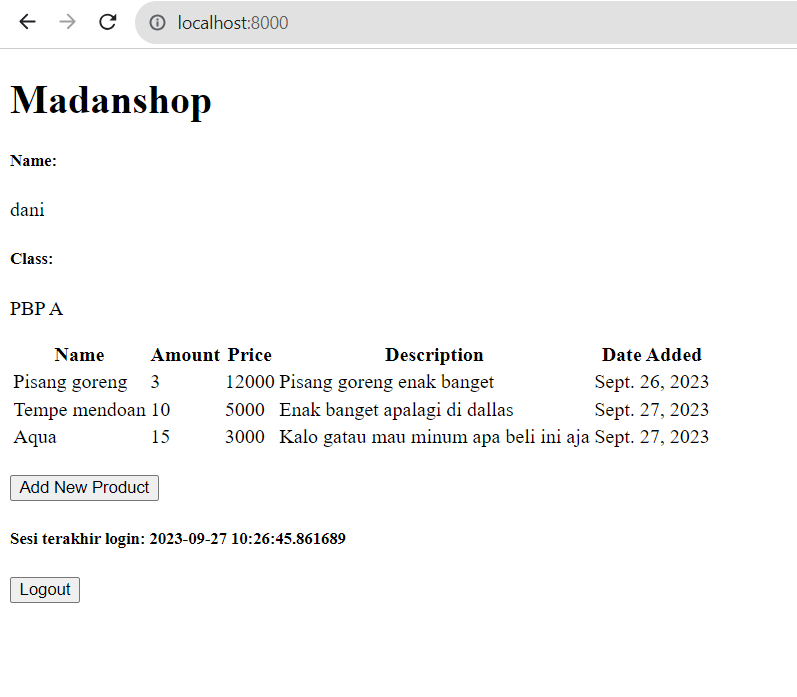 localhost:8000
Madanshop
Name:
dani
Class:
PBP A
Name Amount Price Description Date Added
Pisang goreng 3 12000 Pisang goreng enak banget Sept. 26, 2023
Tempe mendoan 10 5000 Enak banget apalagi di dallas Sept. 27, 2023
Aqua 15 3000 Kalo gatau mau minum apa beli ini aja Sept. 27, 2023
Add New Product
Sesi terakhir login: 2023-09-27 10:26:45.861689
Logout